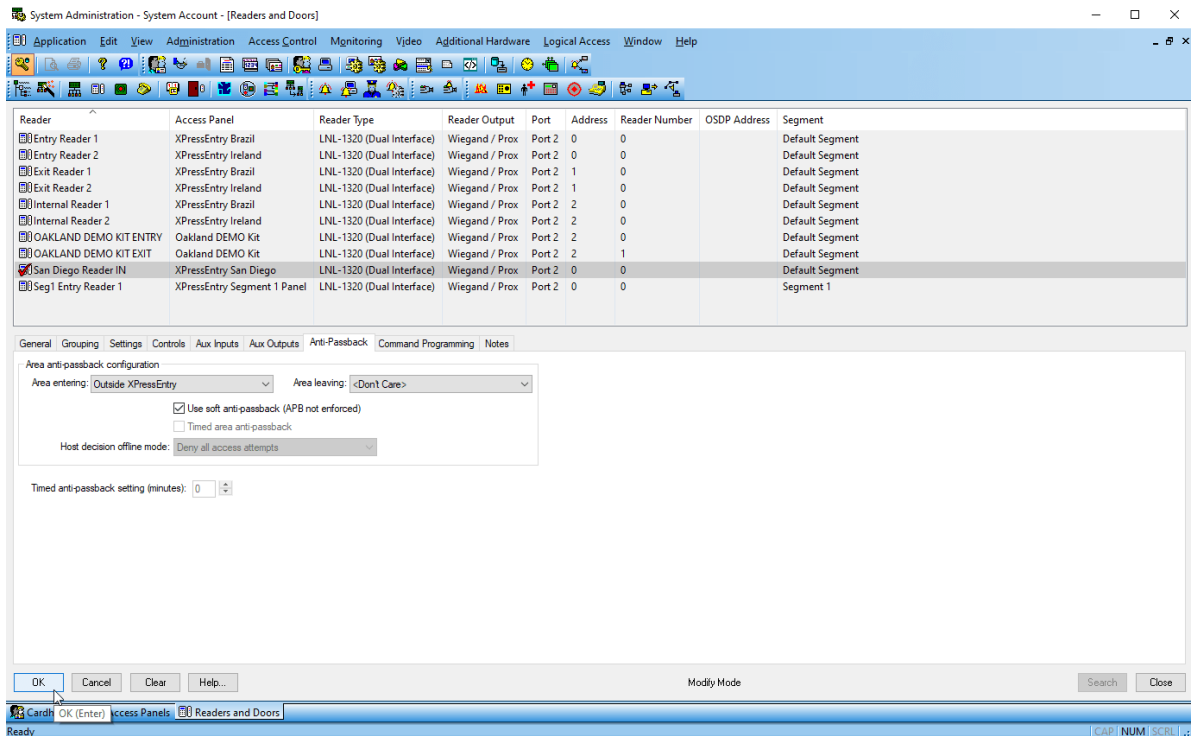 System Administration - System Account - [Readers and Doors]
Application Edit View Administration Access Control Monitoring Video Additional Hardware Logical Access Window Help
Reader Access Panel Reader Type Reader Output Port Address Reader Number OSDP Address Segment
Entry Reader 1 XPressEntry Brazil LNL-1320 (Dual Interface) Wiegand / Prox Port 2 0 0 Default Segment
Entry Reader 2 XPressEntry Ireland LNL-1320 (Dual Interface) Wiegand / Prox Port 2 0 0 Default Segment
Exit Reader 1 XPressEntry Brazil LNL-1320 (Dual Interface) Wiegand / Prox Port 2 1 0 Default Segment
Exit Reader 2 XPressEntry Ireland LNL-1320 (Dual Interface) Wiegand / Prox Port 2 1 0 Default Segment
Internal Reader 1 XPressEntry Brazil LNL-1320 (Dual Interface) Wiegand / Prox Port 2 2 0 Default Segment
Internal Reader 2 XPressEntry Ireland LNL-1320 (Dual Interface) Wiegand / Prox Port 2 2 0 Default Segment
OAKLAND DEMO KIT ENTRY Oakland DEMO Kit LNL-1320 (Dual Interface) Wiegand / Prox Port 2 2 0 Default Segment
OAKLAND DEMO KIT EXIT Oakland DEMO Kit LNL-1320 (Dual Interface) Wiegand / Prox Port 2 2 1 Default Segment
San Diego Reader IN XPressEntry San Diego LNL-1320 (Dual Interface) Wiegand / Prox Port 2 0 0 Default Segment
Seg1 Entry Reader 1 XPressEntry Segment 1 Panel LNL-1320 (Dual Interface) Wiegand / Prox Port 2 0 0 Segment 1
General Grouping Settings Controls Aux Inputs Aux Outputs Anti-Passback Command Programming Notes
Area anti-passback configuration
Area entering: Outside XPressEntry Area leaving: <Don't Care>
Use soft anti-passback (APB not enforced)
Timed area anti-passback
Host decision offline mode: Deny all access attempts
Timed anti-passback setting (minutes): 0
OK Cancel Clear Help... Modify Mode Search Close
Cardh OK (Enter) ccess Panels Readers and Doors
Ready CAP NUM SCRL